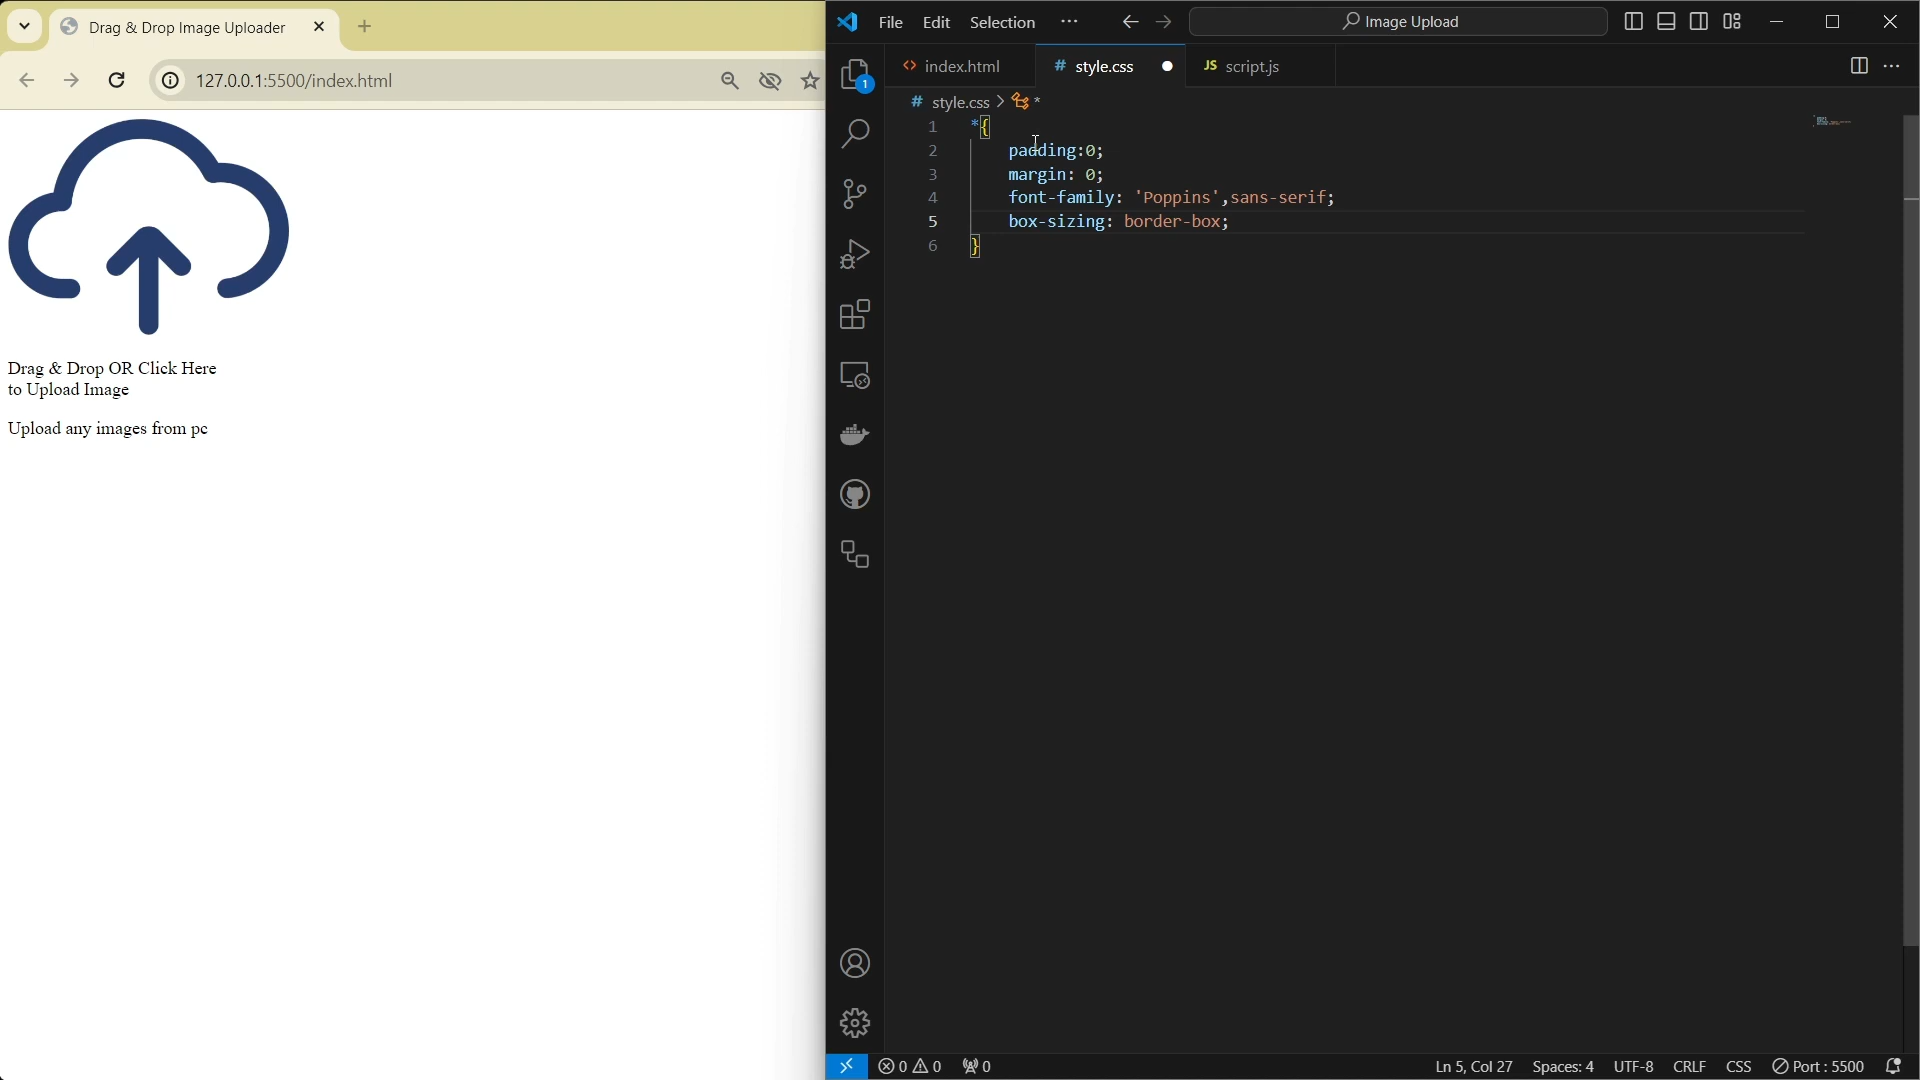 Drag & Drop Image Uploader
127.0.0.1:5500/index.html
Drag & Drop OR Click Here
to Upload Image
Upload any images from pc
File Edit Selection ···
Image Upload
<> index.html
# style.css
JS script.js
···
# style.css > *
1 *{
2 padding:0;
3 margin: 0;
4 font-family: 'Poppins',sans-serif;
5 box-sizing: border-box;
6 }
1
0 0 0
Ln 5, Col 27 Spaces: 4 UTF-8 CRLF CSS Port : 5500